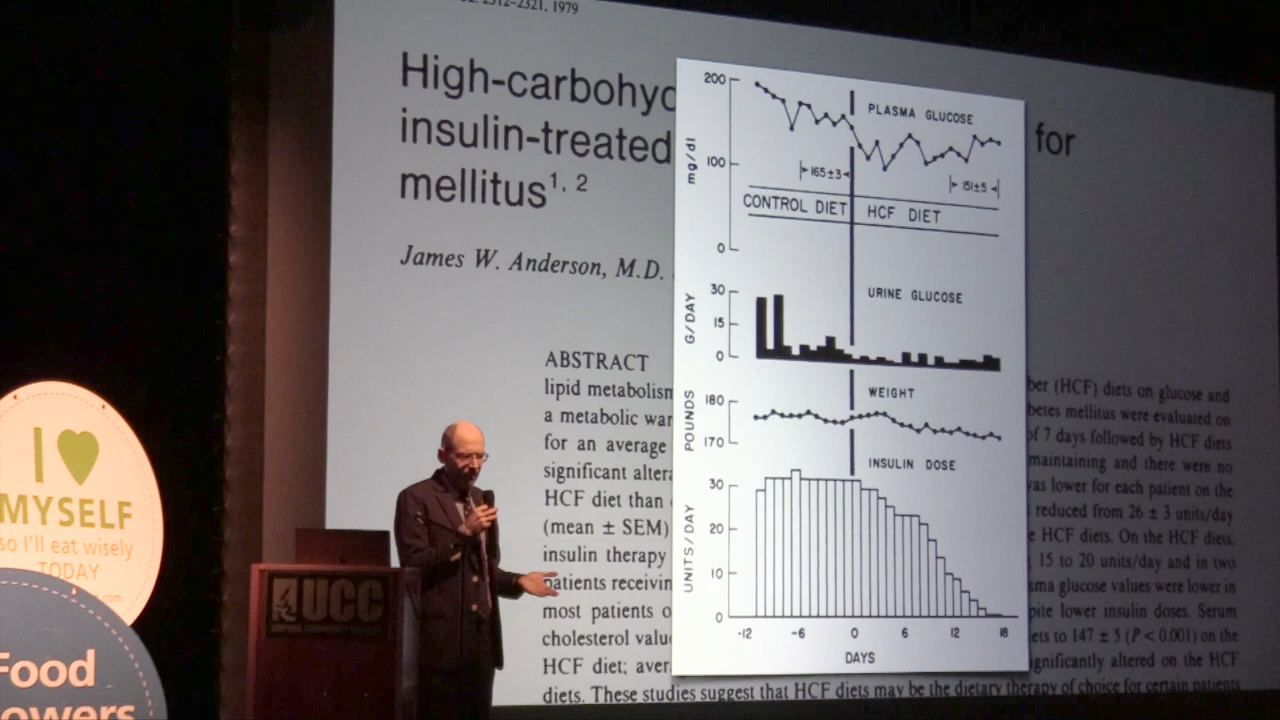 2312–2321, 1979
High-carbohyd
insulin-treated
for
mellitus1, 2
James W. Anderson, M.D.
ABSTRACT
lipid metabolism
a metabolic war
for an average
significant altera
HCF diet than
(mean ± SEM)
insulin therapy
patients receivin
most patients o
cholesterol value
HCF diet; aver
diets. These studies suggest that HCF diets may be the dietary therapy of choice for certain patients
ber (HCF) diets on glucose and
betes mellitus were evaluated on
of 7 days followed by HCF diets
maintaining and there were no
was lower for each patient on the
reduced from 26 ± 3 units/day
e HCF diets. On the HCF diets,
15 to 20 units/day and in two
sma glucose values were lower in
pite lower insulin doses. Serum
ets to 147 ± 5 (P < 0.001) on the
gnificantly altered on the HCF
200
PLASMA GLUCOSE
mg/dl
100
165±3
151±5
CONTROL DIET
HCF DIET
0
30
URINE GLUCOSE
G/DAY
15
0
180
WEIGHT
POUNDS
170
INSULIN DOSE
30
UNITS/DAY
20
10
0
-12 -6 0 6 12 18
DAYS
I
MYSELF
so I'll eat wisely
TODAY
.com
Food
owers
UCC